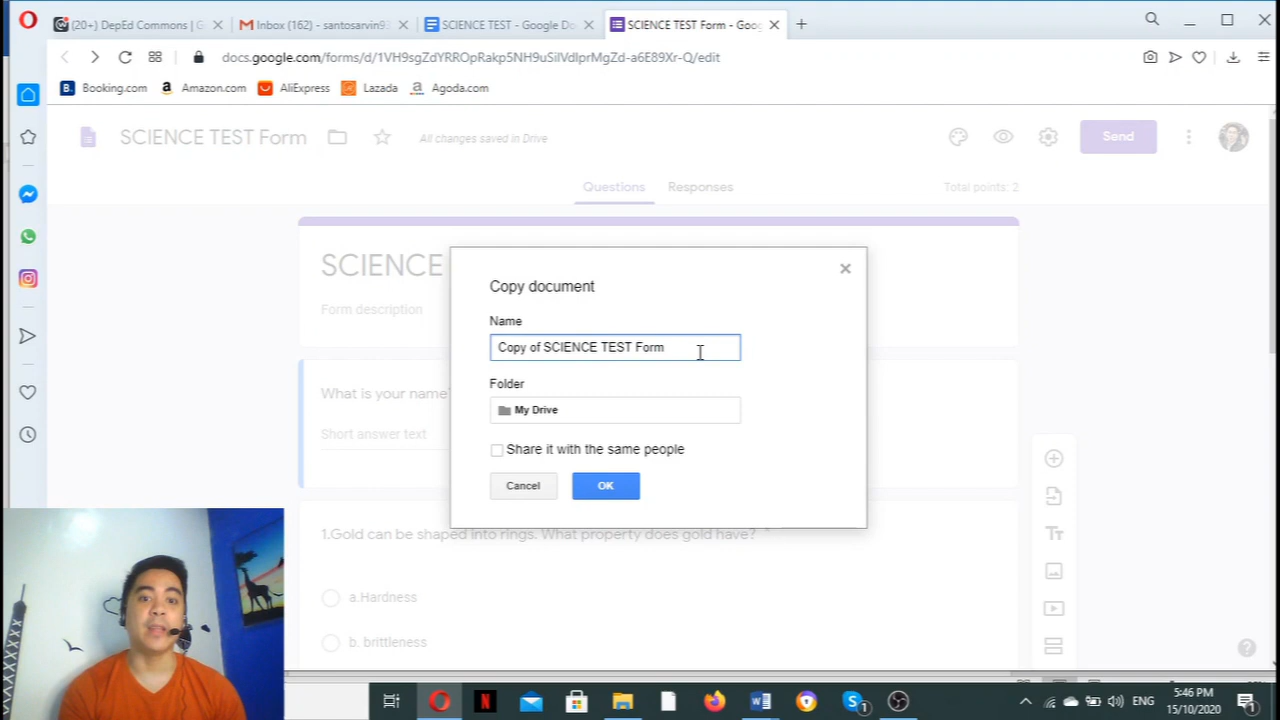 (20+) DepEd Commons | G
Inbox (162) - santosarvin92
SCIENCE TEST - Google Do
SCIENCE TEST Form - Goog
docs.google.com/forms/d/1VH9sgZdYRROpRakp5NH9uSilVdlprMgZd-a6E89Xr-Q/edit
B. Booking.com
a Amazon.com
AliExpress
Lazada
a Agoda.com
SCIENCE TEST Form
All changes saved in Drive
Send
Questions
Responses
Total points: 2
SCIENCE
Form description
Copy document
Name
Copy of SCIENCE TEST Form
What is your name?
Folder
My Drive
Short answer text
Share it with the same people
Cancel
OK
1.Gold can be shaped into rings. What property does gold have? *
a.Hardness
b. brittleness
Tт
ENG
5:46 PM
15/10/2020